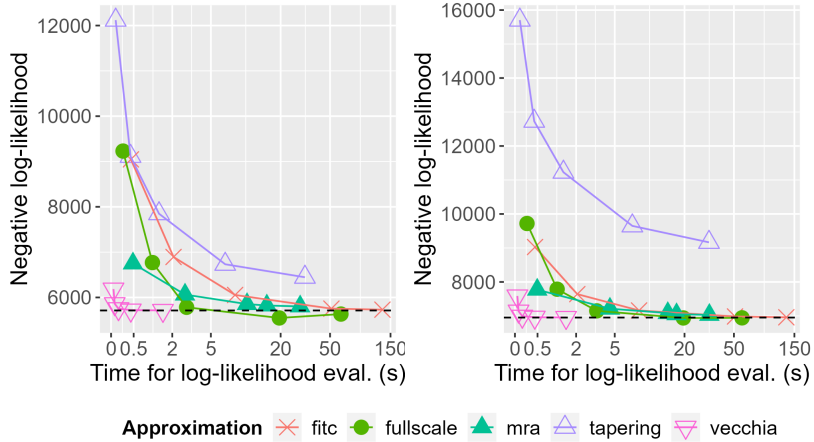 Negative log-likelihood
12000
10000
8000
6000
0 0.5 2 5 20 50 150
Time for log-likelihood eval. (s)
Negative log-likelihood
16000
14000
12000
10000
8000
0 0.5 2 5 20 50 150
Time for log-likelihood eval. (s)
Approximation fitc fullscale mra tapering vecchia